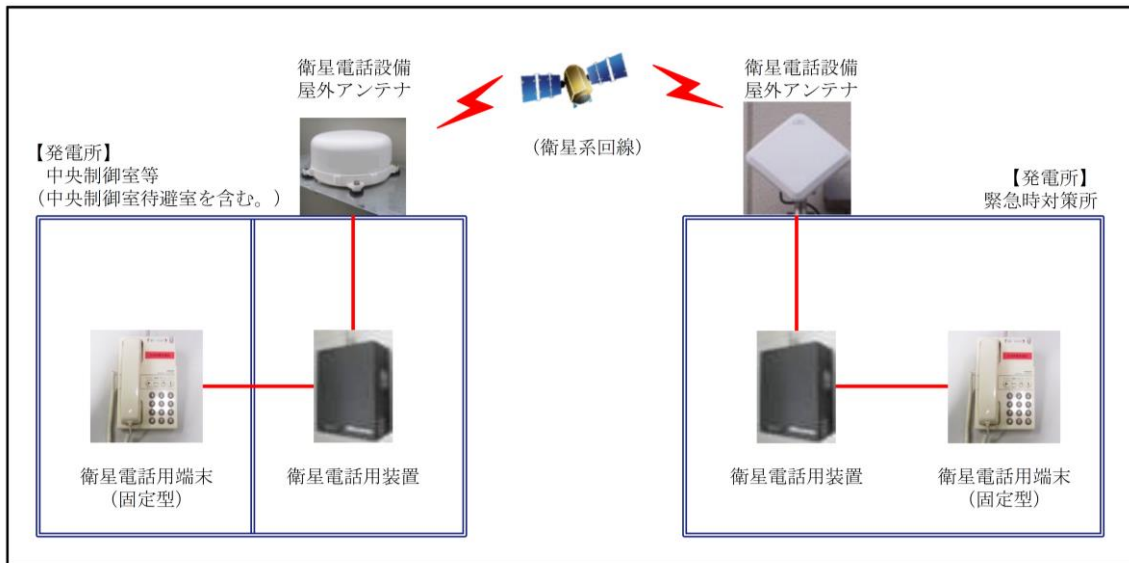 衛星電話設備
屋外アンテナ
(衛星系回線)
衛星電話設備
屋外アンテナ
【発電所】
中央制御室等
(中央制御室待避室を含む。)
【発電所】
緊急時対策所
衛星電話用端末
(固定型)
衛星電話用装置
衛星電話用装置
衛星電話用端末
(固定型)